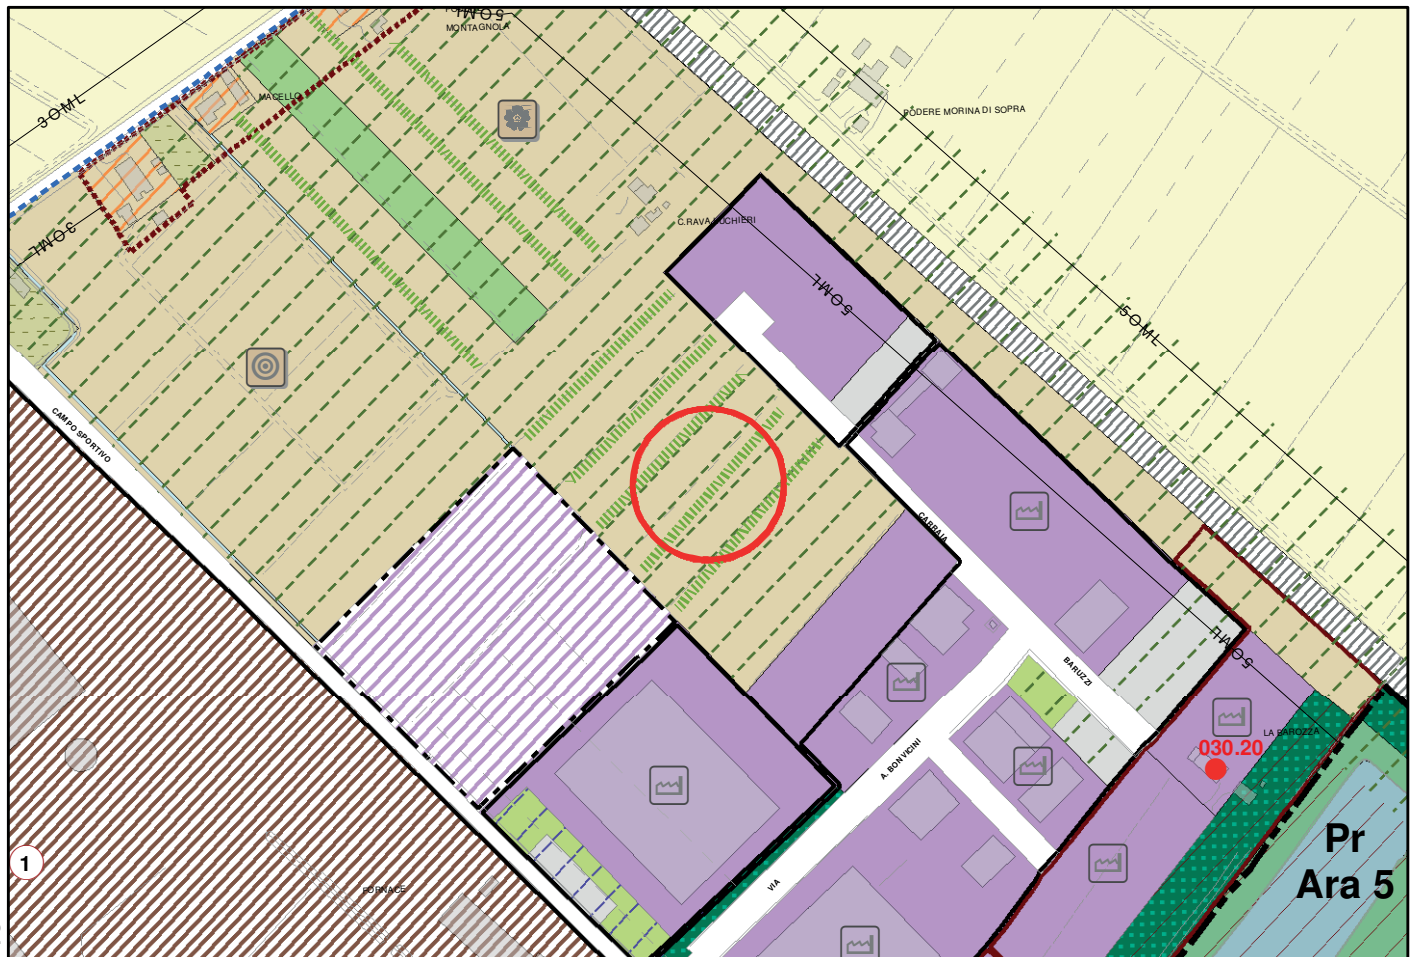 50ML
MONTAGNOLA
30ML
MACELLO
PODERE MORINA DI SOPRA
C.RAVA
30ML
50ML
50ML
CAMPO SPORTIVO
CARRAIA
50ML
BARUZZI
LA BAROZZA
030.20
A. BONVICINI
VIA
Pr
Ara 5
1
FORNACE